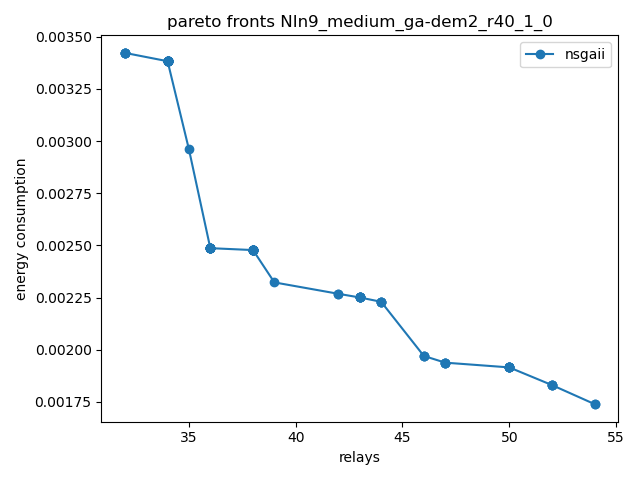 pareto fronts NIn9_medium_ga-dem2_r40_1_0
nsgaii
0.00350
0.00325
0.00300
0.00275
0.00250
0.00225
0.00200
0.00175
energy consumption
35 40 45 50 55
relays